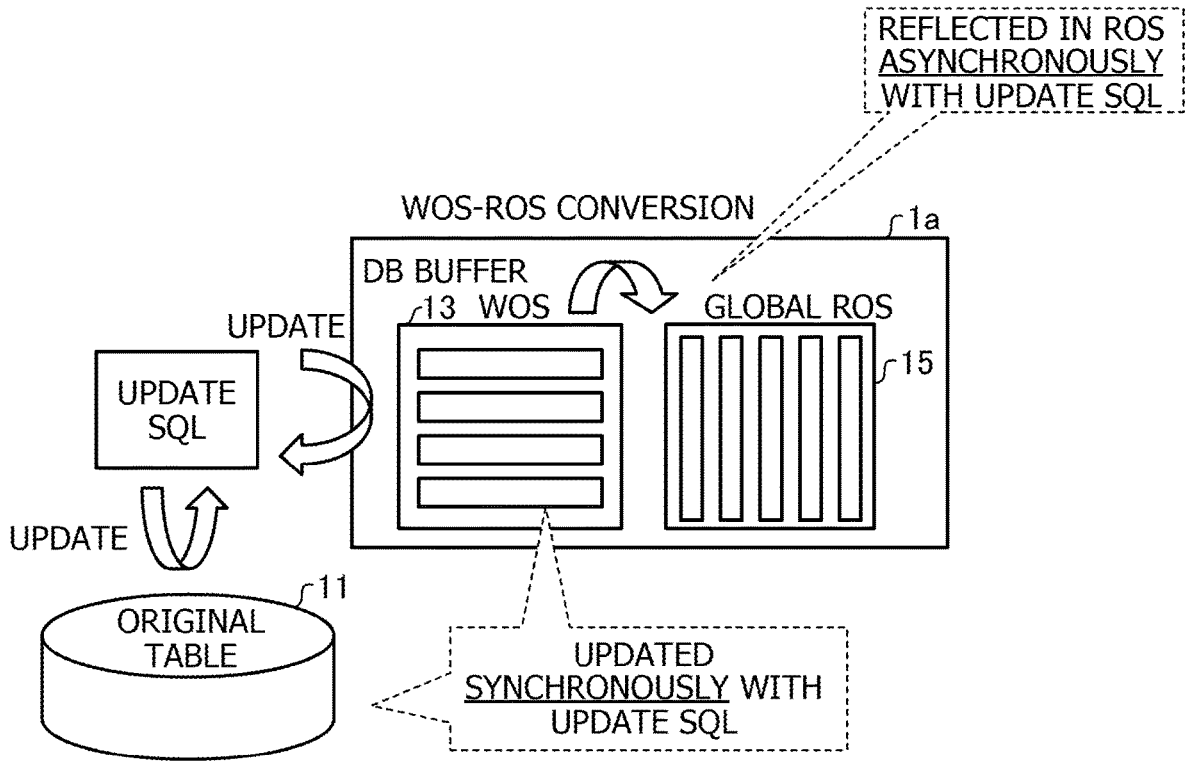 REFLECTED IN ROS
ASYNCHRONOUSLY
WITH UPDATE SQL
WOS-ROS CONVERSION
1a
DB BUFFER
13 WOS
GLOBAL ROS
15
UPDATE
UPDATE
SQL
UPDATE
11
ORIGINAL
TABLE
UPDATED
SYNCHRONOUSLY WITH
UPDATE SQL